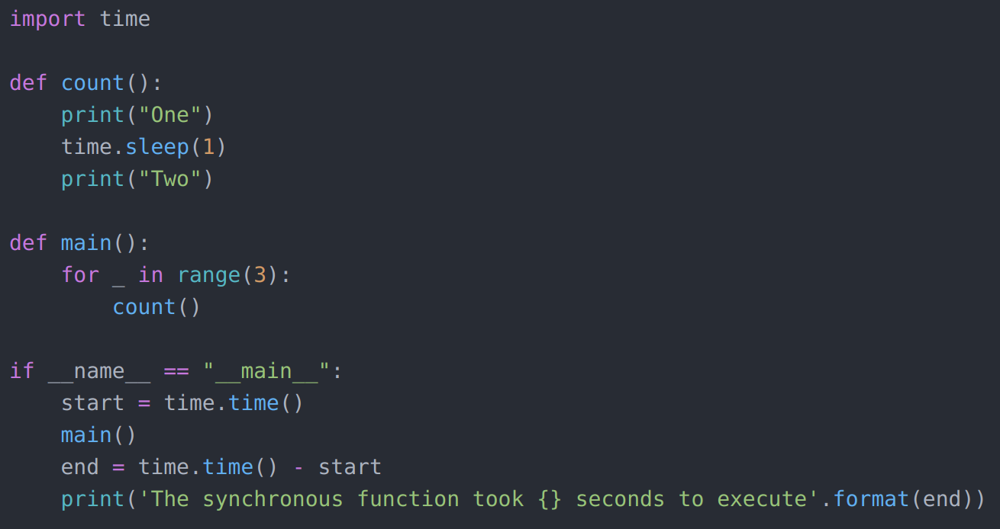 import time

def count():
    print("One")
    time.sleep(1)
    print("Two")

def main():
    for _ in range(3):
        count()

if __name__ == "__main__":
    start = time.time()
    main()
    end = time.time() - start
    print('The synchronous function took {} seconds to execute'.format(end))